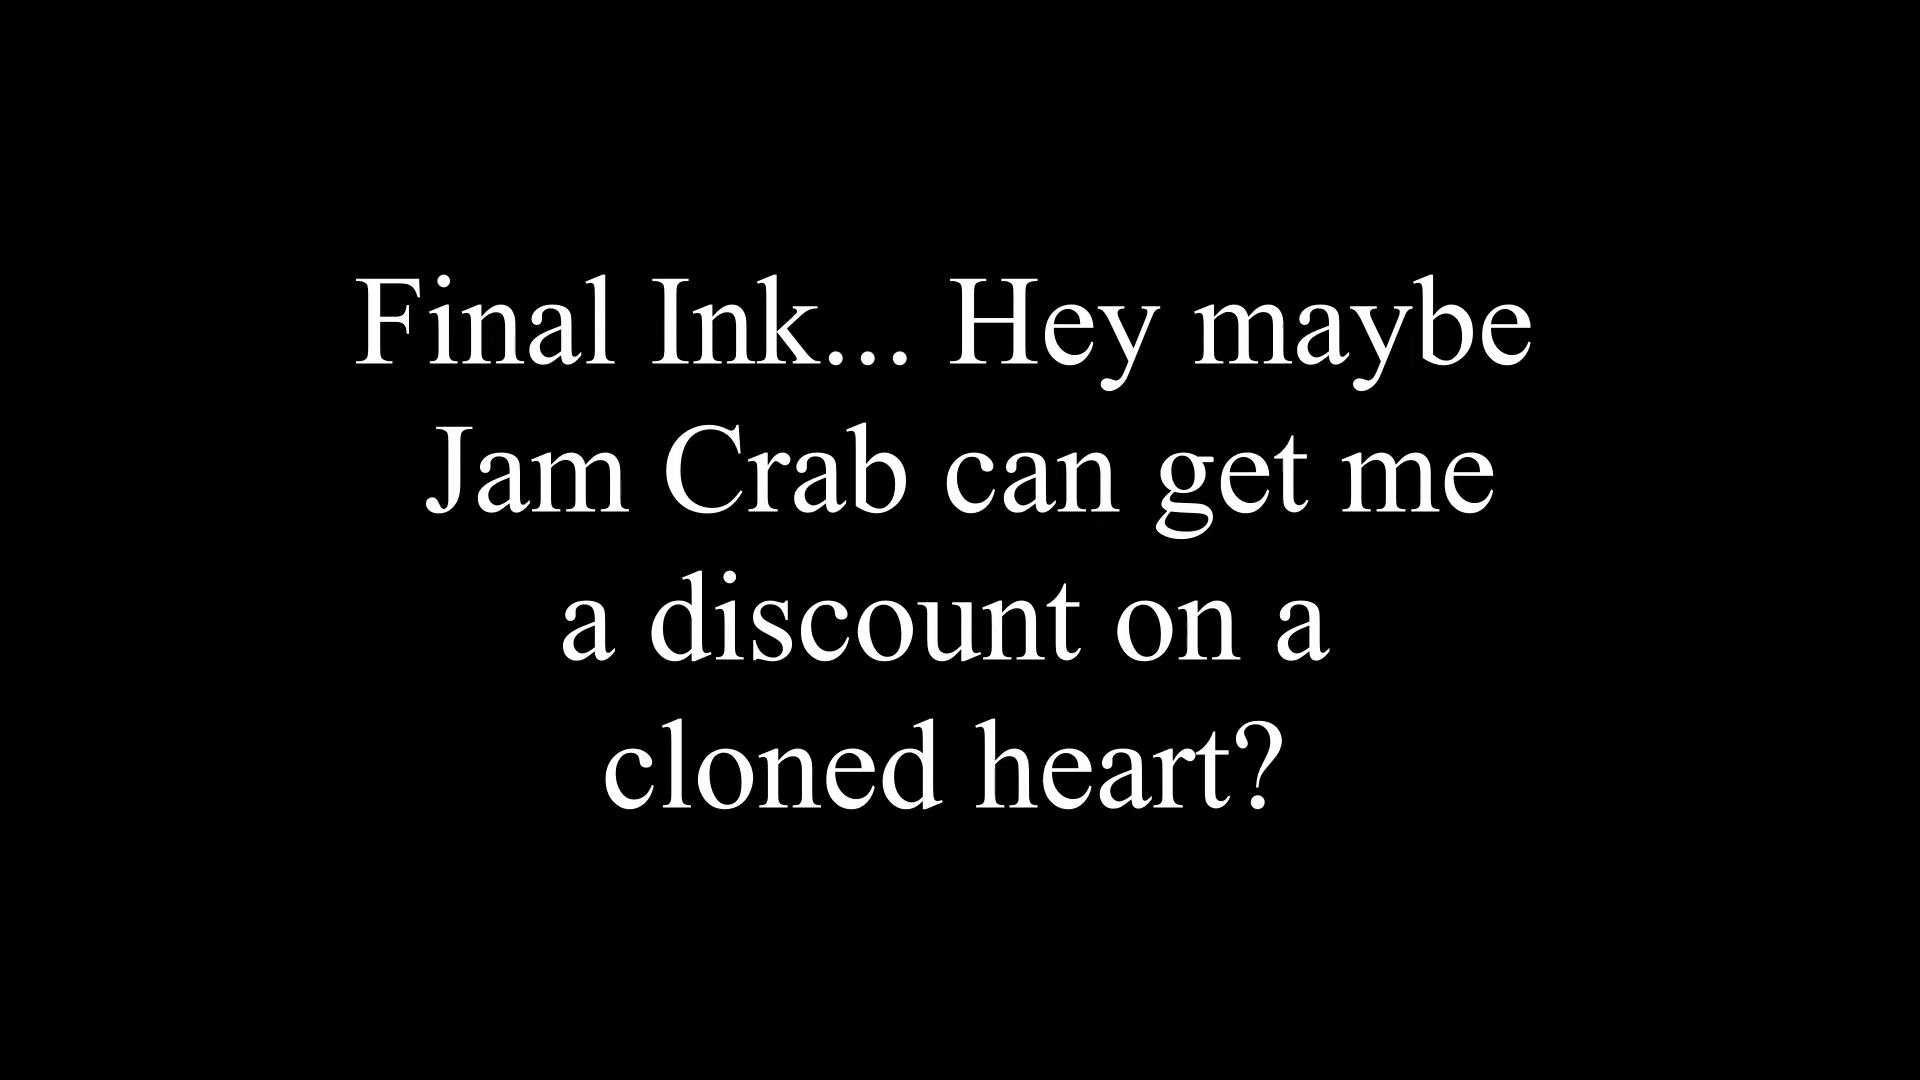 Final Ink... Hey maybe
Jam Crab can get me
a discount on a
cloned heart?